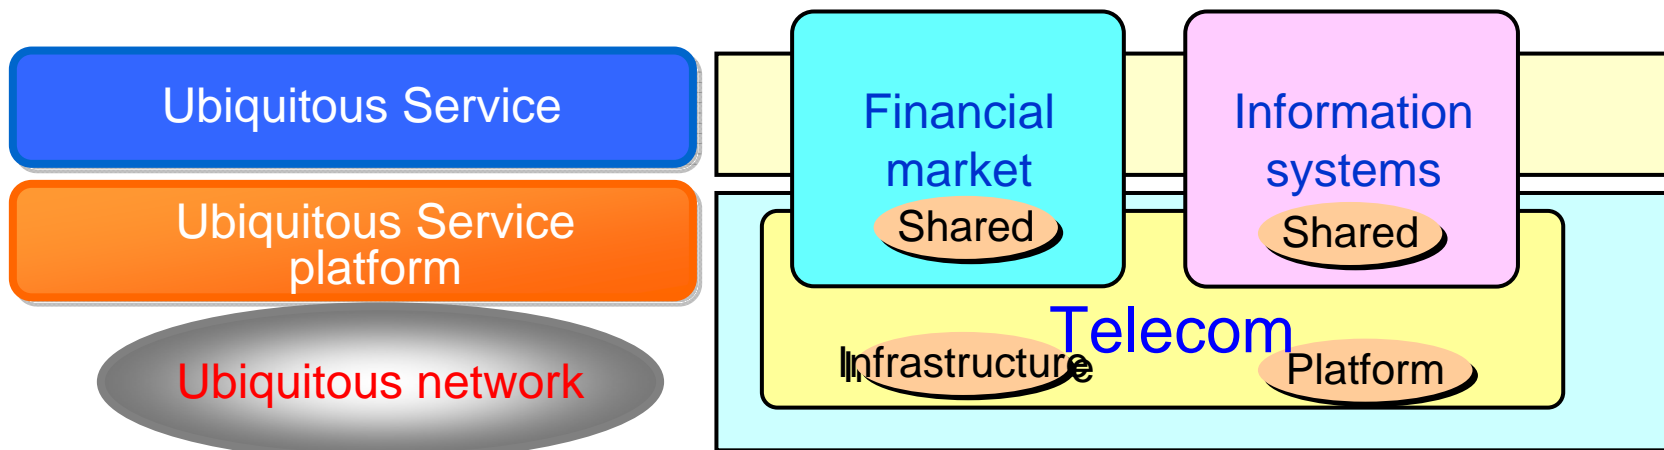 Ubiquitous Service
Ubiquitous Service
platform
Ubiquitous network
Financial
market
Shared
Information
systems
Shared
Telecom
Infrastructure
Platform